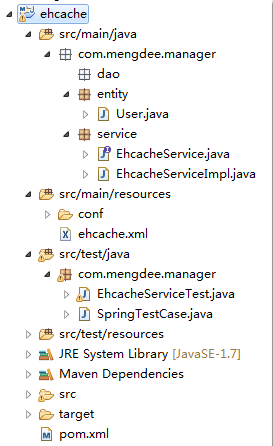 ehcache
src/main/java
com.mengdee.manager
dao
entity
User.java
service
EhcacheService.java
EhcacheServiceImpl.java
src/main/resources
conf
ehcache.xml
src/test/java
com.mengdee.manager
EhcacheServiceTest.java
SpringTestCase.java
src/test/resources
JRE System Library [JavaSE-1.7]
Maven Dependencies
src
target
pom.xml